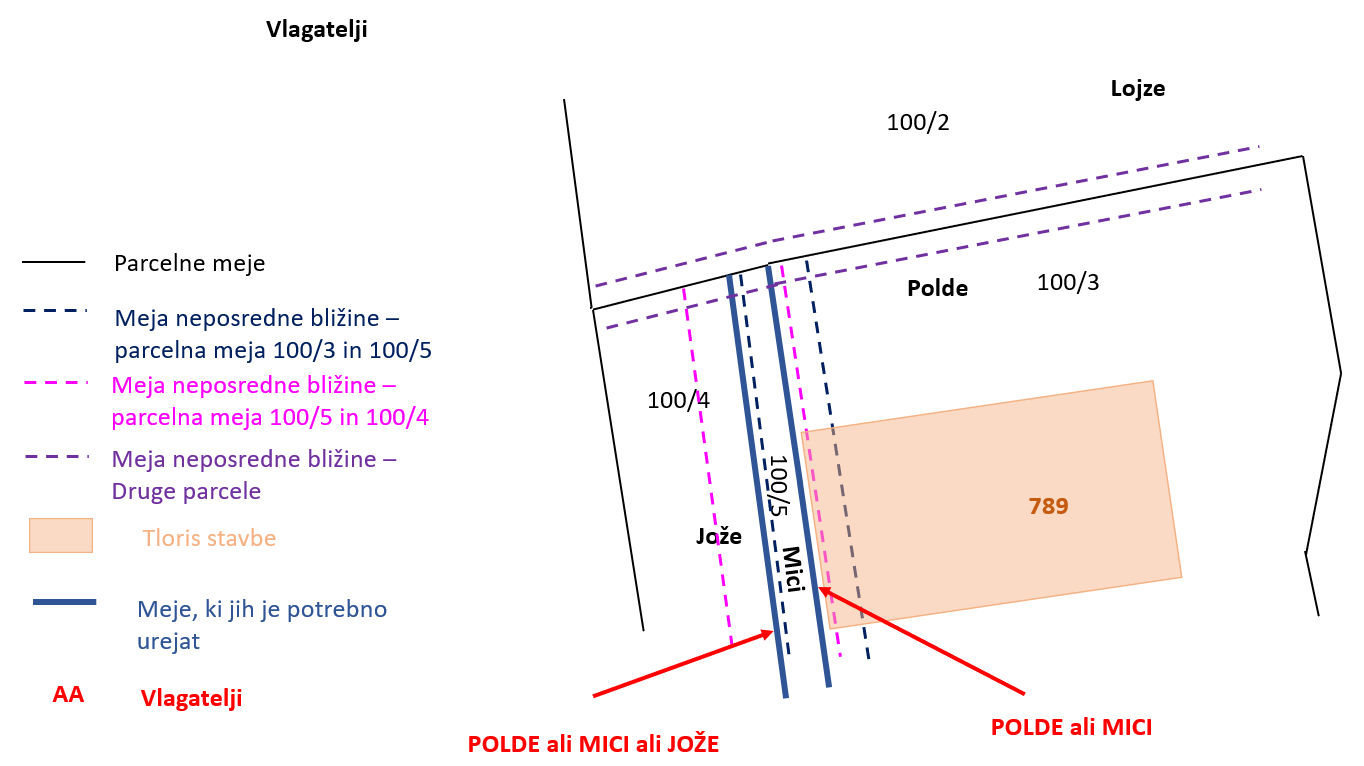 Vlagatelji
Lojze
100/2
Parcelne meje
Polde
100/3
Meja neposredne bližine –
parcelna meja 100/3 in 100/5
Meja neposredne bližine –
parcelna meja 100/5 in 100/4
100/4
Meja neposredne bližine –
Druge parcele
100/5
789
Tloris stavbe
Jože
Mici
Meje, ki jih je potrebno
urejat
AA
Vlagatelji
POLDE ali MICI
POLDE ali MICI ali JOŽE